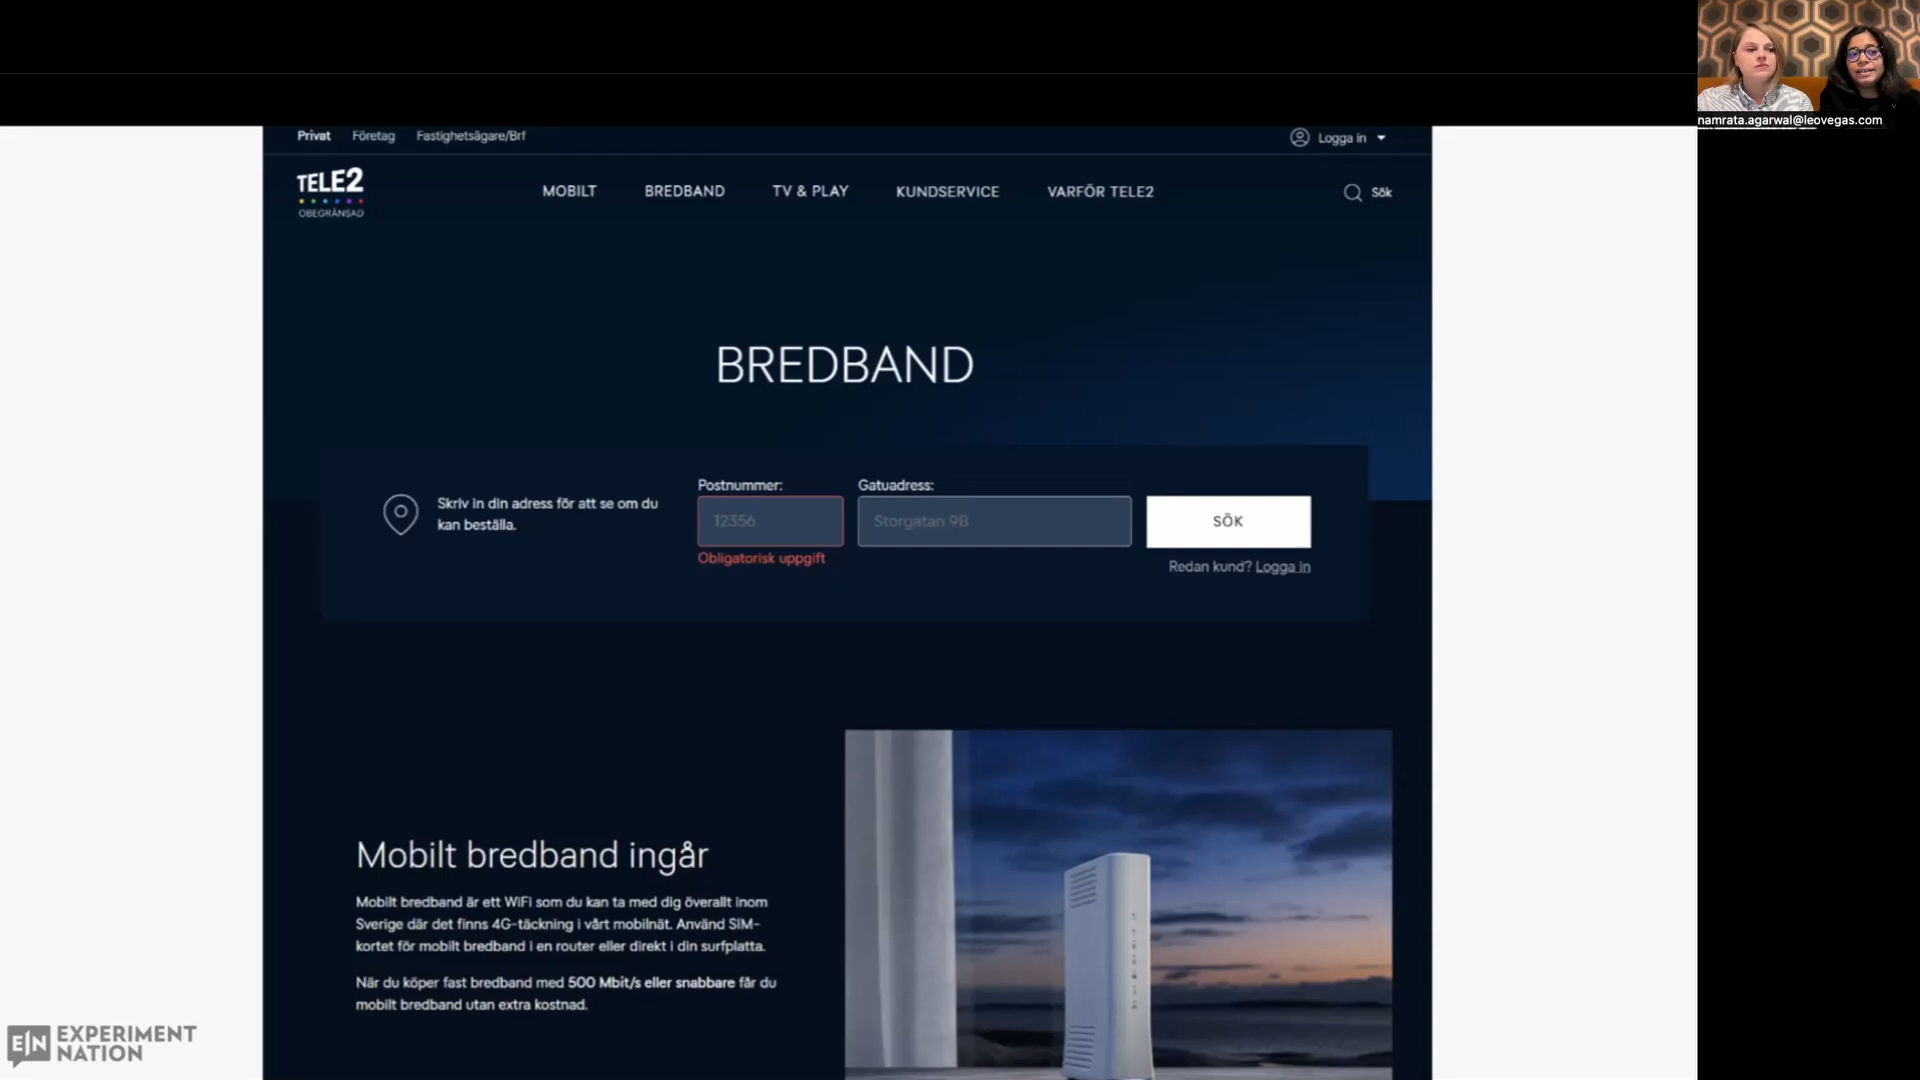 namrata.agarwal@leovegas.com
Privat Företag Fastighetsägare/Brf Logga in
TELE2
OBEGRÄNSAD
MOBILT BREDBAND TV & PLAY KUNDSERVICE VARFÖR TELE2 Sök
BREDBAND
Skriv in din adress för att se om du
kan beställa.
Postnummer:
12356
Obligatorisk uppgift
Gatuadress:
Storgatan 9B
SÖK
Redan kund? Logga in
Mobilt bredband ingår
Mobilt bredband är ett WiFi som du kan ta med dig överallt inom
Sverige där det finns 4G-täckning i vårt mobilnät. Använd SIM-
kortet för mobilt bredband i en router eller direkt i din surfplatta.
När du köper fast bredband med 500 Mbit/s eller snabbare får du
mobilt bredband utan extra kostnad.
E|N EXPERIMENT
NATION